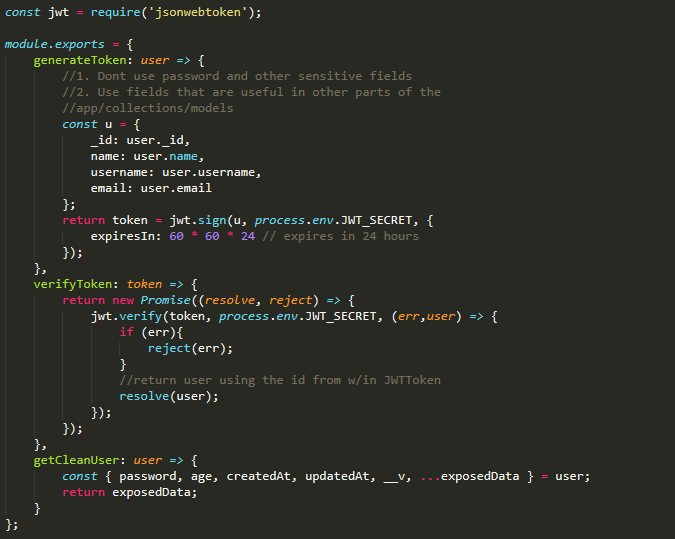 const jwt = require('jsonwebtoken');

module.exports = {
    generateToken: user => {
        //1. Dont use password and other sensitive fields
        //2. Use fields that are useful in other parts of the
        //app/collections/models
        const u = {
            _id: user._id,
            name: user.name,
            username: user.username,
            email: user.email
        };
        return token = jwt.sign(u, process.env.JWT_SECRET, {
            expiresIn: 60 * 60 * 24 // expires in 24 hours
        });
    },
    verifyToken: token => {
        return new Promise((resolve, reject) => {
            jwt.verify(token, process.env.JWT_SECRET, (err,user) => {
                if (err){
                    reject(err);
                }
                //return user using the id from w/in JWTToken
                resolve(user);
            });
        });
    },
    getCleanUser: user => {
        const { password, age, createdAt, updatedAt, __v, ...exposedData } = user;
        return exposedData;
    }
};